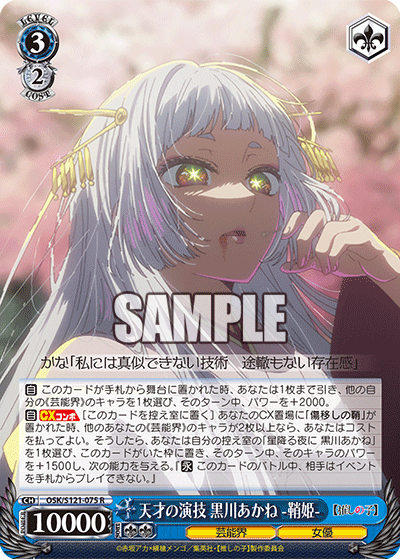 LEVEL
3
2
COST
SAMPLE
かな「私には真似できない技術　途轍もない存在感」
【自】 このカードが手札から舞台に置かれた時、あなたは1枚まで引き、他の自
分の《芸能界》のキャラを1枚選び、そのターン中、パワーを+2000。
【自】 CXコンボ ［このカードを控え室に置く］ あなたのCX置場に「傷移しの鞘」が
置かれた時、他のあなたの《芸能界》のキャラが2枚以上なら、あなたはコス
トを払ってよい。そうしたら、あなたは自分の控え室の「星降る夜に 黒川あかね」
を1枚選び、このカードがいた枠に置き、そのターン中、そのキャラのパワー
を+1500し、次の能力を与える。『【永】 このカードのバトル中、相手はイベント
を手札からプレイできない。』
CH OSK/S121-075 R
天才の演技 黒川あかね -鞘姫-
【推しの子】
10000
芸能界
女優
©赤坂アカ×横槍メンゴ／集英社・【推しの子】製作委員会